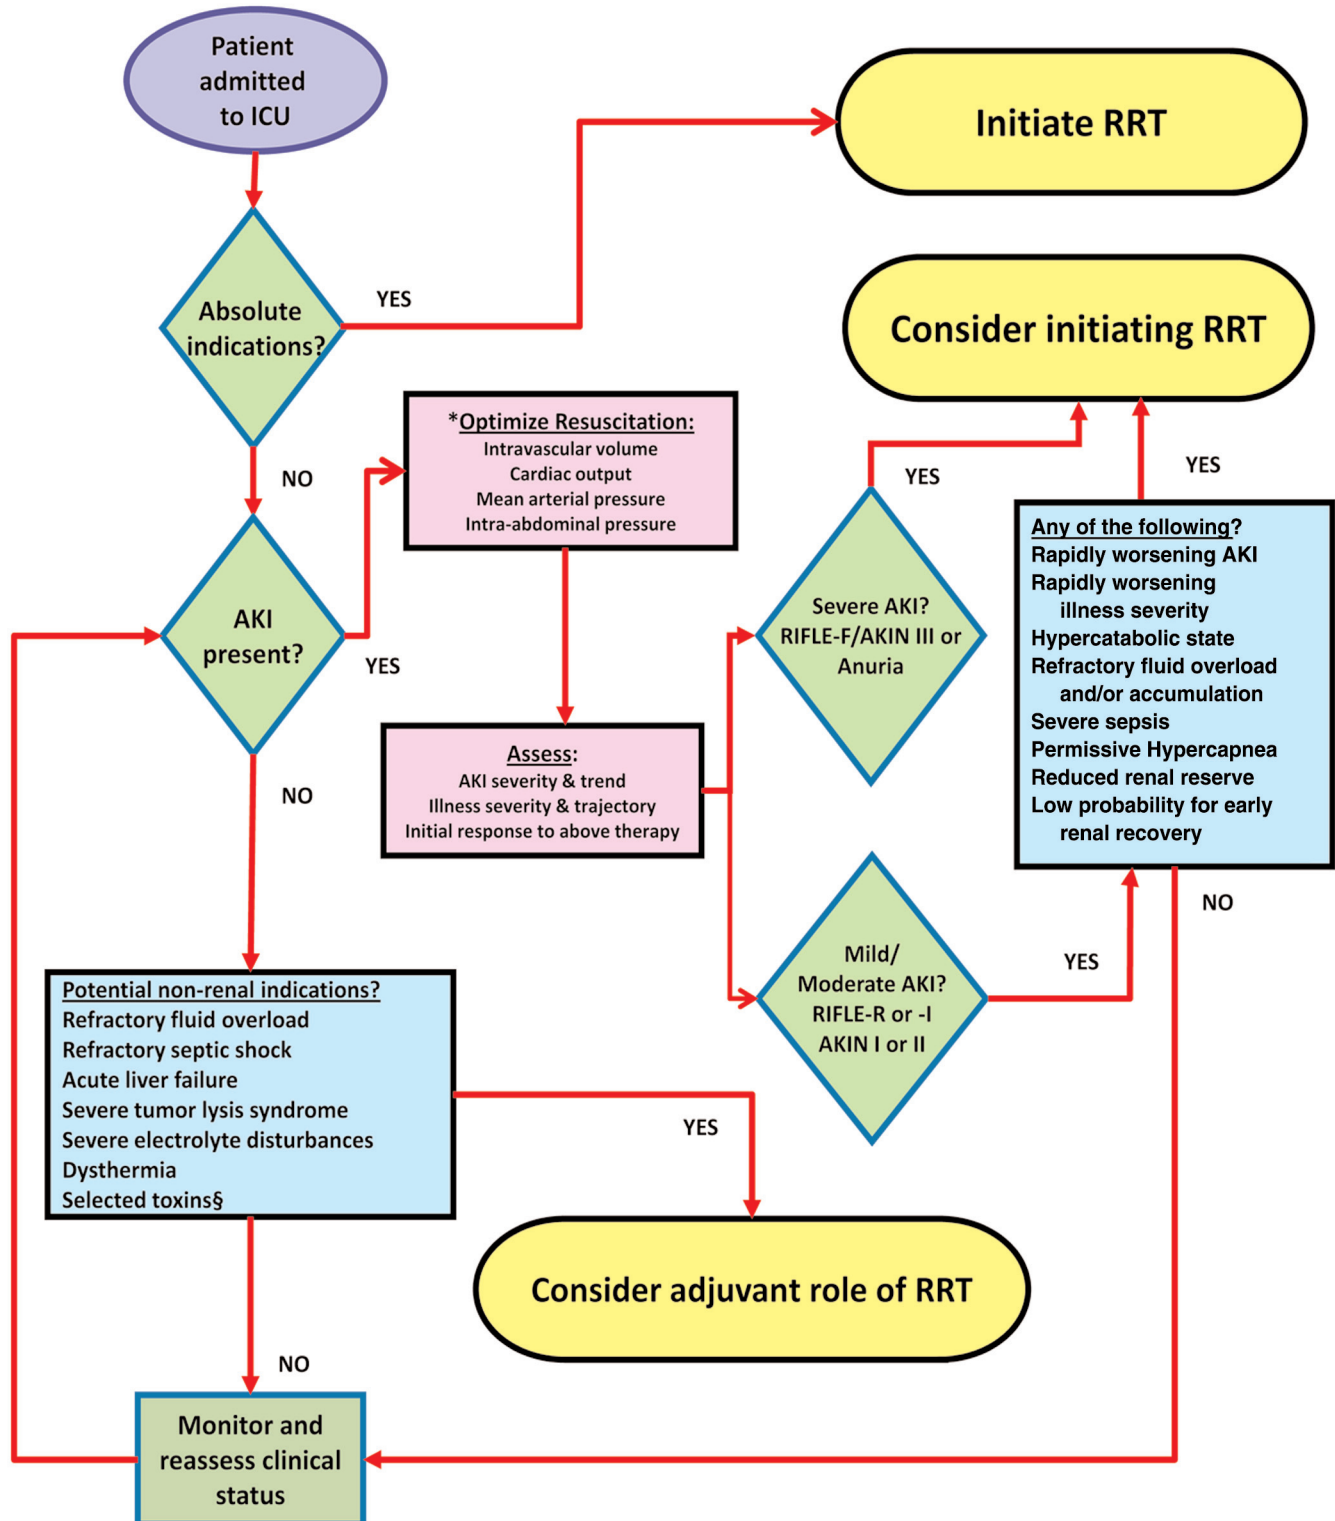 Patient
admitted
to ICU
Initiate RRT
Absolute
indications?
YES
Consider initiating RRT
NO
*Optimize Resuscitation:
Intravascular volume
Cardiac output
Mean arterial pressure
Intra-abdominal pressure
YES
YES
AKI
present?
YES
Severe AKI?
RIFLE-F/AKIN III or
Anuria
Any of the following?
Rapidly worsening AKI
Rapidly worsening
illness severity
Hypercatabolic state
Refractory fluid overload
and/or accumulation
Severe sepsis
Permissive Hypercapnea
Reduced renal reserve
Low probability for early
renal recovery
NO
Assess:
AKI severity & trend
Illness severity & trajectory
Initial response to above therapy
NO
Mild/
Moderate AKI?
RIFLE-R or -I
AKIN I or II
YES
Potential non-renal indications?
Refractory fluid overload
Refractory septic shock
Acute liver failure
Severe tumor lysis syndrome
Severe electrolyte disturbances
Dysthermia
Selected toxins§
YES
Consider adjuvant role of RRT
NO
Monitor and
reassess clinical
status